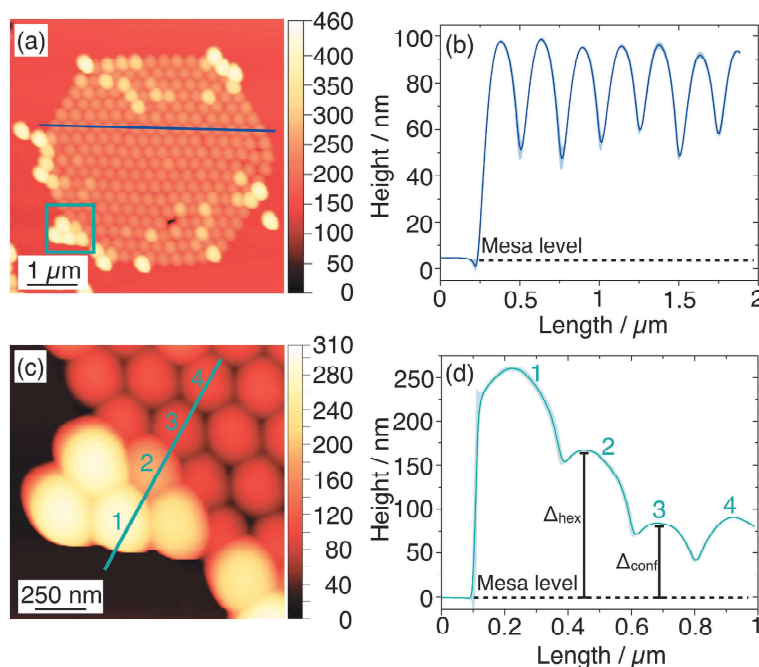 (a)
1 µm
460
400
350
300
250
200
150
100
50
0
(b)
Height / nm
100
80
60
40
20
0
Mesa level
0 0.5 1 1.5 2
Length / µm
(c)
1
2
3
4
250 nm
310
280
240
200
160
120
80
40
0
(d)
Height / nm
250
200
150
100
50
0
1
2
3
4
Δhex
Δconf
Mesa level
0 0.2 0.4 0.6 0.8 1
Length / µm